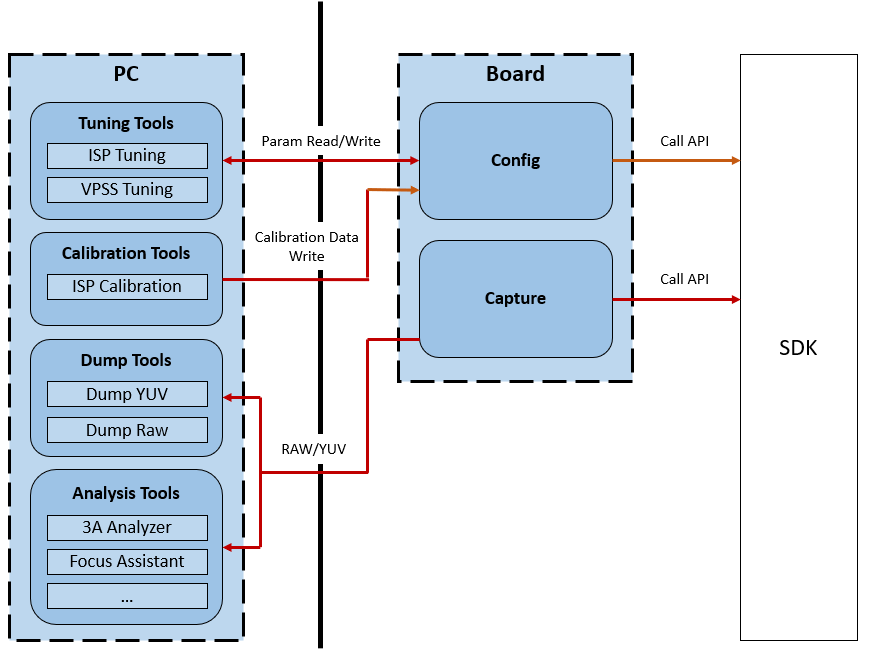 PC
Tuning Tools
ISP Tuning
VPSS Tuning
Calibration Tools
ISP Calibration
Dump Tools
Dump YUV
Dump Raw
Analysis Tools
3A Analyzer
Focus Assistant
...
Param Read/Write
Calibration Data
Write
RAW/YUV
Board
Config
Capture
Call API
Call API
SDK